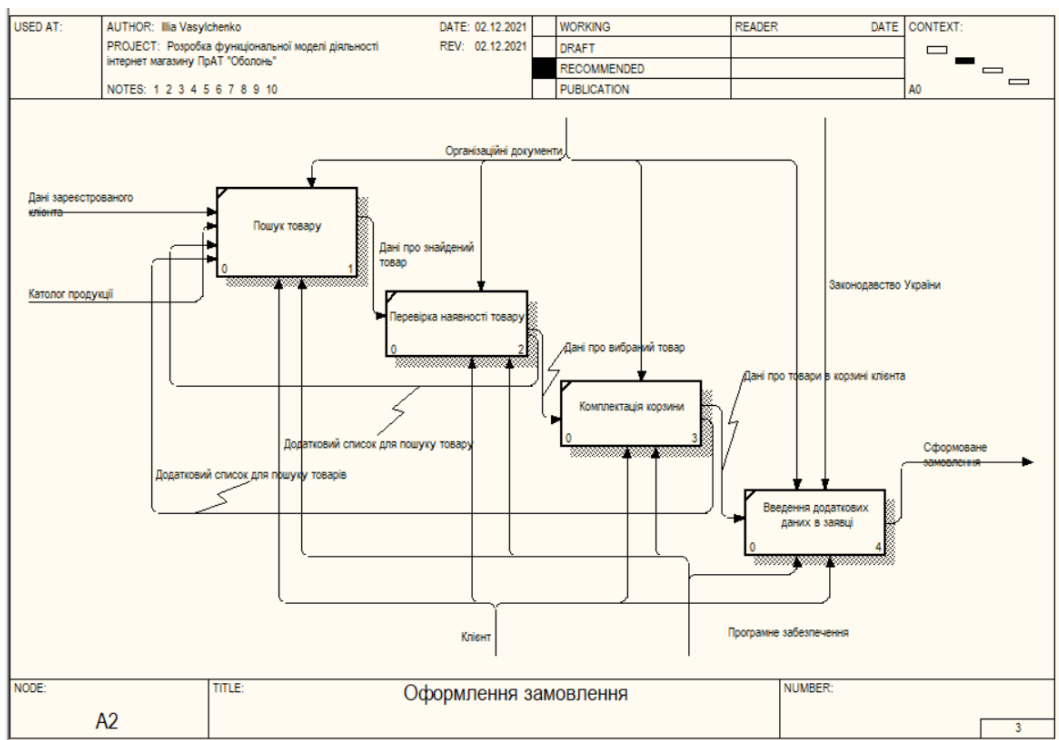 USED AT:
AUTHOR: Illia Vasylchenko
DATE: 02.12.2021
WORKING
READER
DATE
CONTEXT:
PROJECT: Розробка функціональної моделі діяльності
REV: 02.12.2021
DRAFT
інтернет магазину ПрАТ "Оболонь"
RECOMMENDED
NOTES: 1 2 3 4 5 6 7 8 9 10
PUBLICATION
A0
Організаційні документи
Дані зареєстрованого
клієнта
Пошук товару
0
1
Дані про знайдений
товар
Католог продукції
Законодавство України
Перевірка наявності товару
0
2
Дані про вибраний товар
Дані про товари в корзині клієнта
Комплектація корзини
0
3
Додатковий список для пошуку товару
Сформоване
замовлення
Додатковий список для пошуку товарів
Введення додаткових
даних в заявці
0
4
Клієнт
Програмне забезпечення
NODE:
TITLE:
NUMBER:
Оформлення замовлення
A2
3